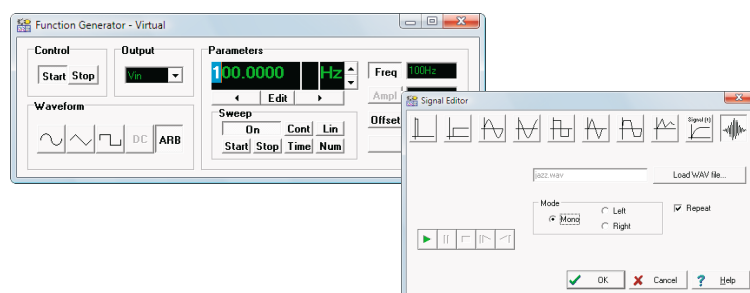 Function Generator - Virtual
Control
Start Stop
Output
Vin
Waveform
DC ARB
Parameters
100.0000 Hz
Edit
Sweep
On Cont Lin
Start Stop Time Num
Freq 100Hz
Ampl
Offset
Signal Editor
Signal (t)
jazz.wav
Load WAV file...
Mode
Mono
Left
Right
Repeat
OK
Cancel
Help